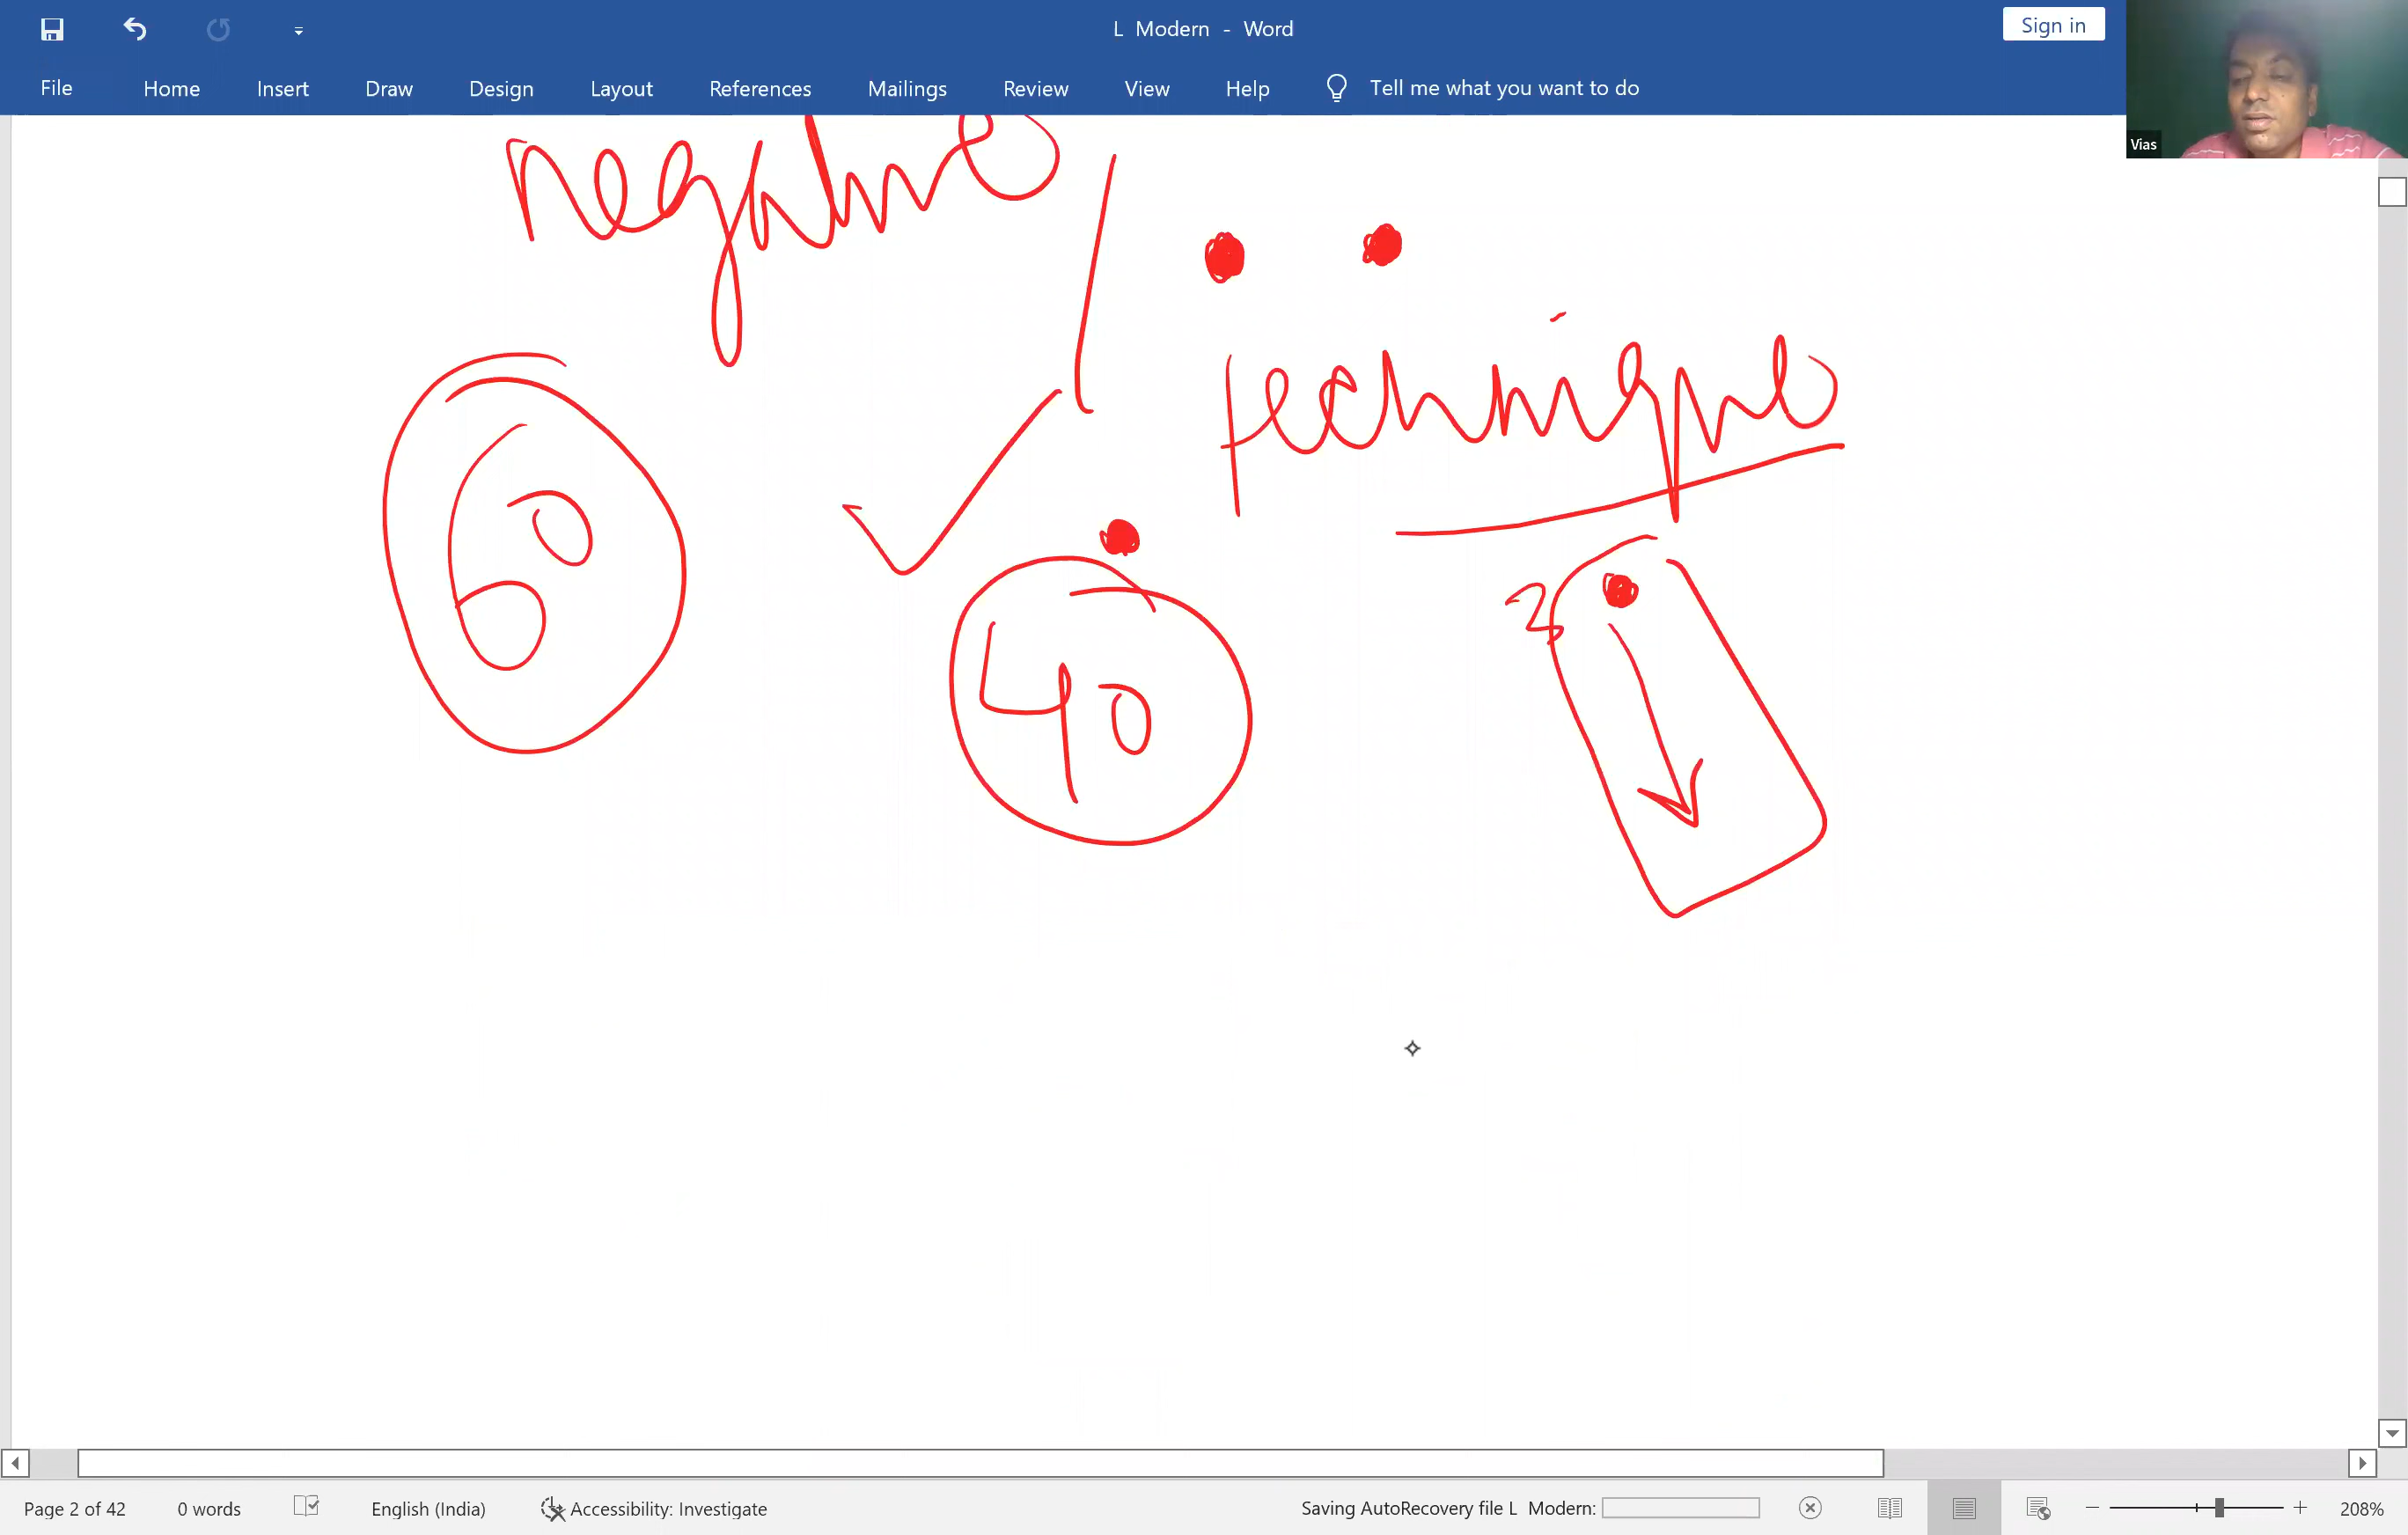 L Modern - Word
Sign in
File Home Insert Draw Design Layout References Mailings Review View Help Tell me what you want to do
Vias
negative
technique
60
40
Page 2 of 42 0 words English (India) Accessibility: Investigate Saving AutoRecovery file L Modern: 208%